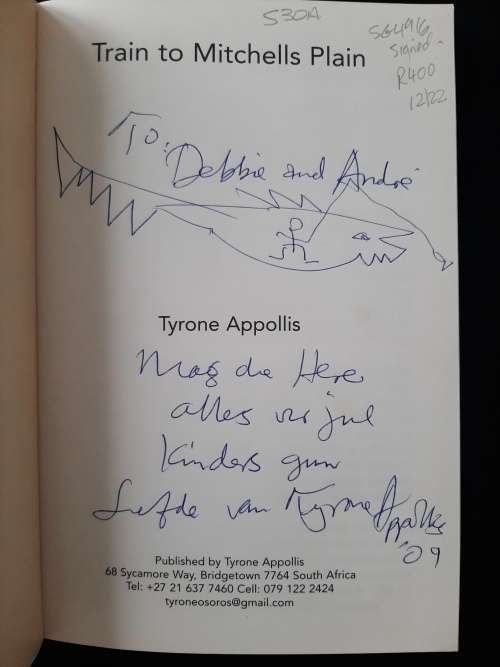 S30A
SG496
Signed -
R400
12/22
Train to Mitchells Plain
To: Debbie and André
Tyrone Appollis
Mag die Here
alles vir jul
kinders gun
Liefde van Tyrone Appollis
'09
Published by Tyrone Appollis
68 Sycamore Way, Bridgetown 7764 South Africa
Tel: +27 21 637 7460 Cell: 079 122 2424
tyroneosoros@gmail.com